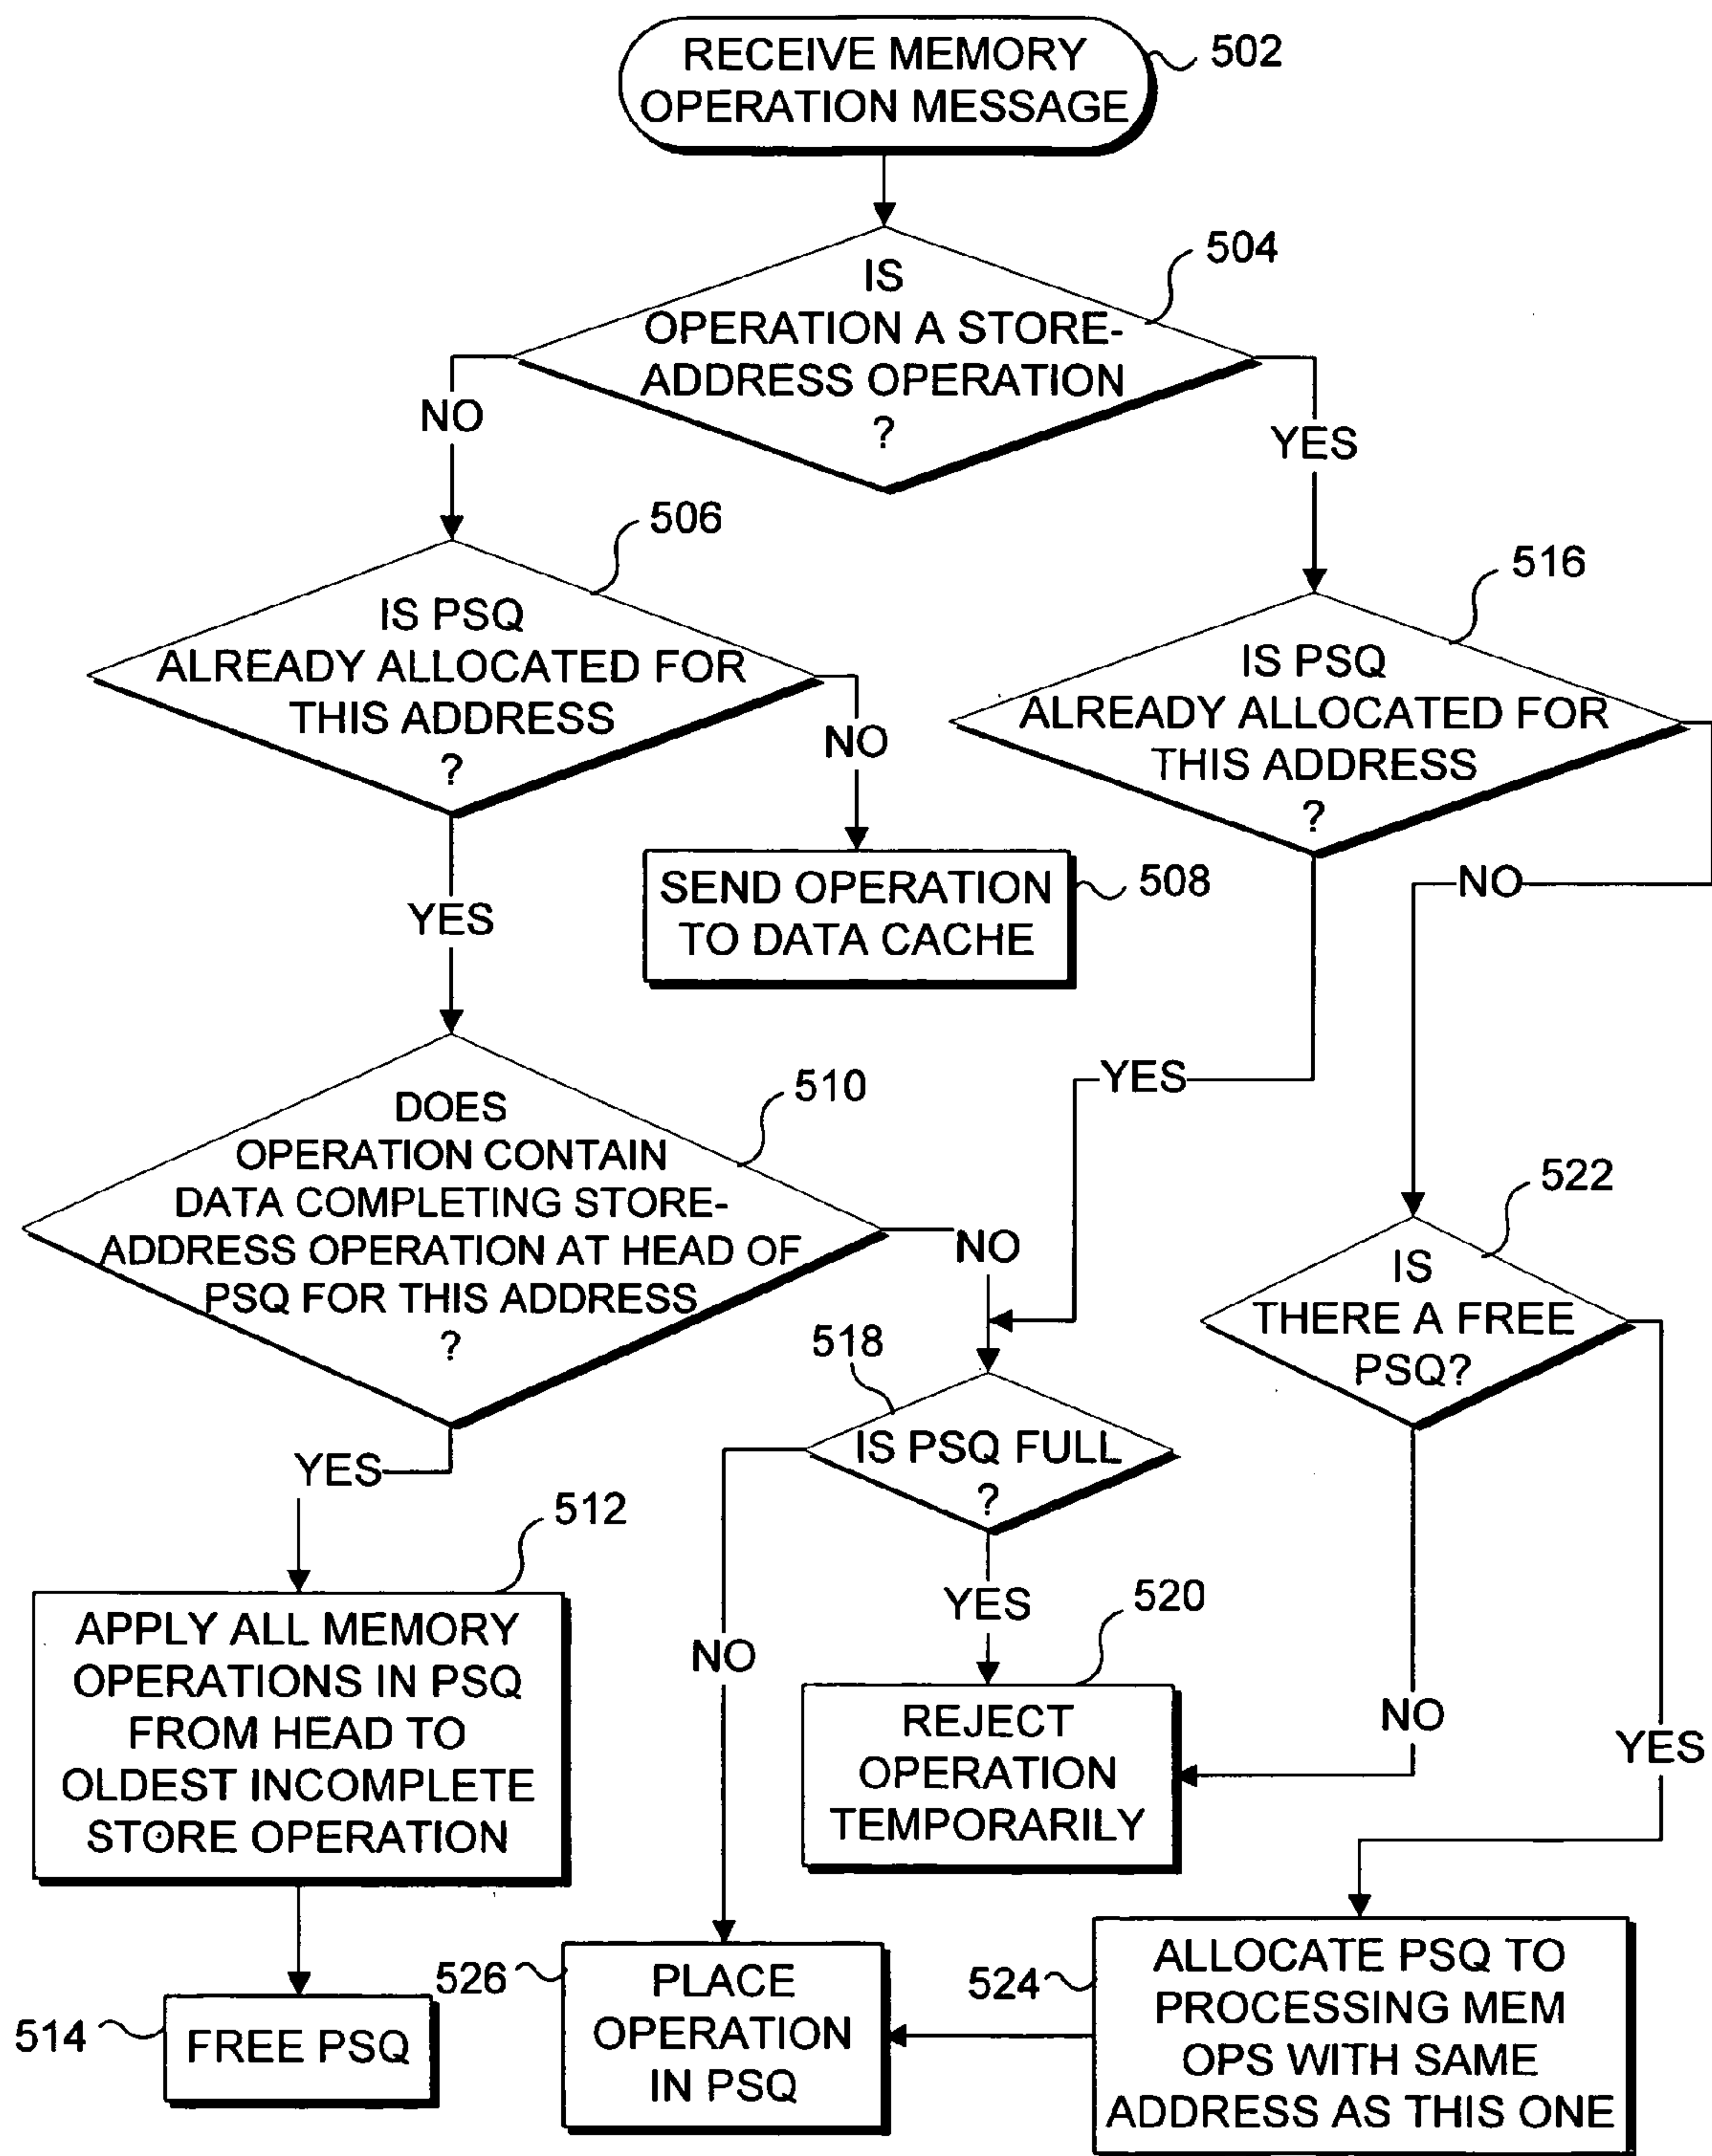 RECEIVE MEMORY
OPERATION MESSAGE
502
504
IS
OPERATION A STORE-
ADDRESS OPERATION
?
NO
YES
506
IS PSQ
ALREADY ALLOCATED FOR
THIS ADDRESS
?
516
IS PSQ
ALREADY ALLOCATED FOR
THIS ADDRESS
?
NO
YES
SEND OPERATION
TO DATA CACHE
508
NO
YES
510
DOES
OPERATION CONTAIN
DATA COMPLETING STORE-
ADDRESS OPERATION AT HEAD OF
PSQ FOR THIS ADDRESS
?
NO
522
IS
THERE A FREE
PSQ?
518
IS PSQ FULL
?
YES
512
APPLY ALL MEMORY
OPERATIONS IN PSQ
FROM HEAD TO
OLDEST INCOMPLETE
STORE OPERATION
NO
YES
520
REJECT
OPERATION
TEMPORARILY
NO
YES
514
FREE PSQ
526
PLACE
OPERATION
IN PSQ
524
ALLOCATE PSQ TO
PROCESSING MEM
OPS WITH SAME
ADDRESS AS THIS ONE